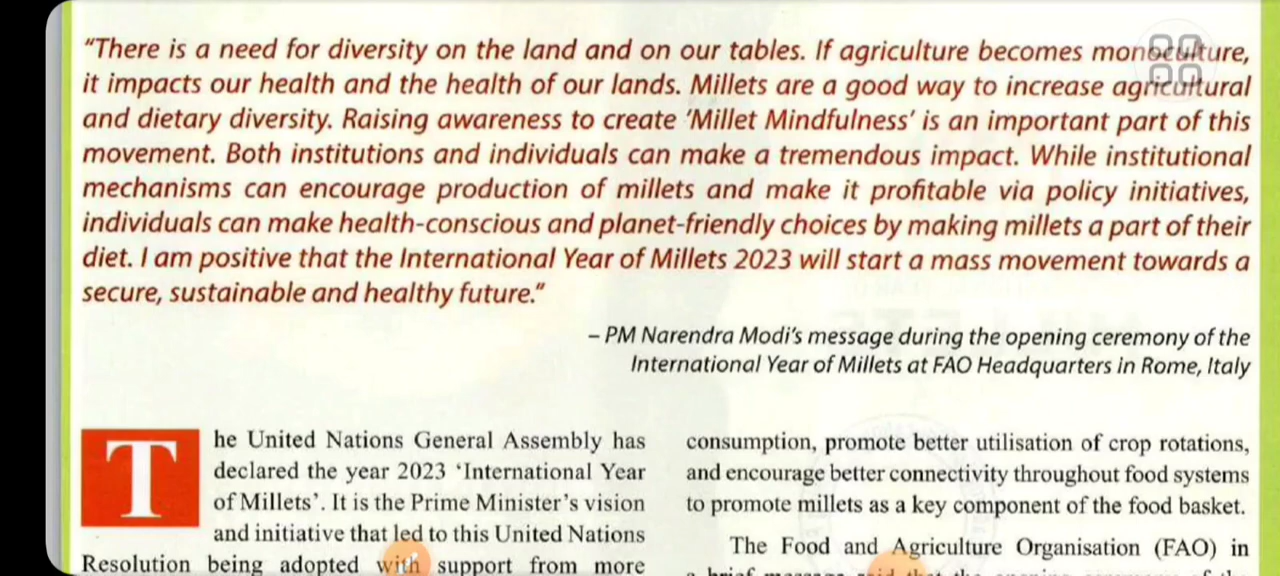 “There is a need for diversity on the land and on our tables. If agriculture becomes monoculture,
it impacts our health and the health of our lands. Millets are a good way to increase agricultural
and dietary diversity. Raising awareness to create ‘Millet Mindfulness’ is an important part of this
movement. Both institutions and individuals can make a tremendous impact. While institutional
mechanisms can encourage production of millets and make it profitable via policy initiatives,
individuals can make health-conscious and planet-friendly choices by making millets a part of their
diet. I am positive that the International Year of Millets 2023 will start a mass movement towards a
secure, sustainable and healthy future.”
– PM Narendra Modi’s message during the opening ceremony of the
International Year of Millets at FAO Headquarters in Rome, Italy
The United Nations General Assembly has
declared the year 2023 ‘International Year
of Millets’. It is the Prime Minister’s vision
and initiative that led to this United Nations
Resolution being adopted with support from more
consumption, promote better utilisation of crop rotations,
and encourage better connectivity throughout food systems
to promote millets as a key component of the food basket.
The Food and Agriculture Organisation (FAO) in